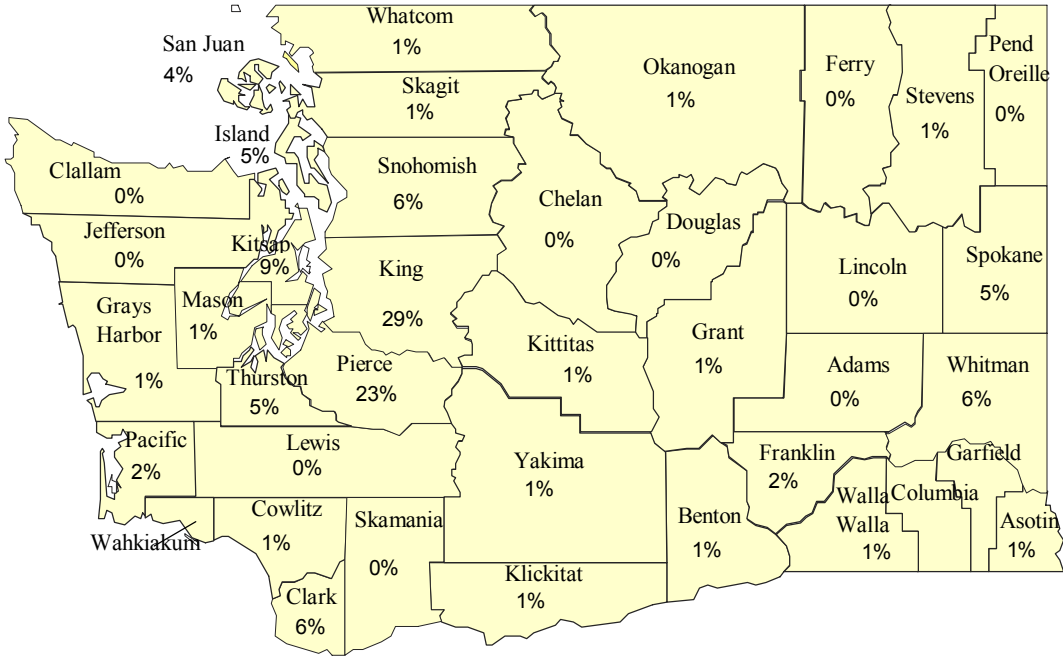 Whatcom
1%
San Juan
4%
Skagit
1%
Okanogan
1%
Ferry
0%
Stevens
1%
Pend
Oreille
0%
Island
5%
Clallam
0%
Snohomish
6%
Chelan
0%
Douglas
0%
Jefferson
0%
Kitsap
9%
King
29%
Lincoln
0%
Spokane
5%
Grays
Harbor
1%
Mason
1%
Thurston
5%
Pierce
23%
Kittitas
1%
Grant
1%
Adams
0%
Whitman
6%
Pacific
2%
Lewis
0%
Yakima
1%
Franklin
2%
Garfield
Wahkiakum
Cowlitz
1%
Skamania
0%
Benton
1%
Walla
Walla
1%
Columbia
Asotin
1%
Clark
6%
Klickitat
1%